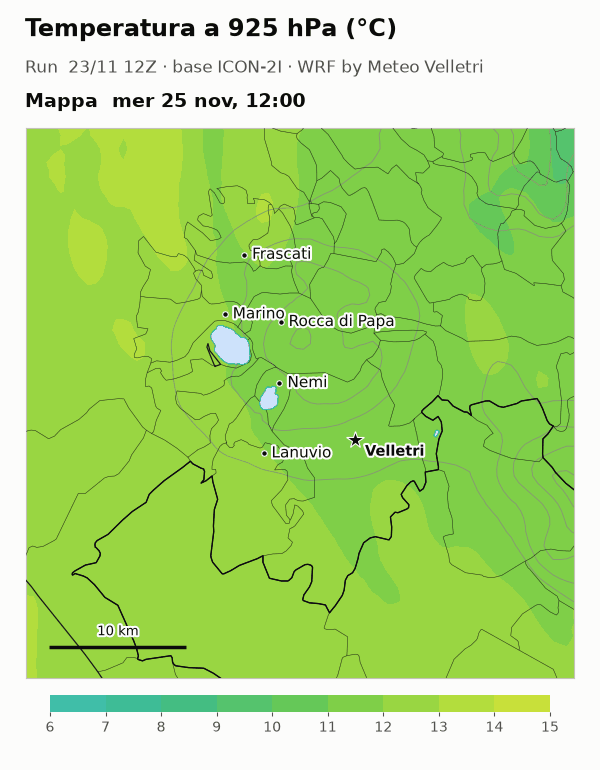 Temperatura a 925 hPa (°C)
Run  23/11 12Z · base ICON-2I · WRF by Meteo Velletri
Mappa  mer 25 nov, 12:00
Frascati
Marino
Rocca di Papa
Nemi
Velletri
Lanuvio
10 km
6 7 8 9 10 11 12 13 14 15